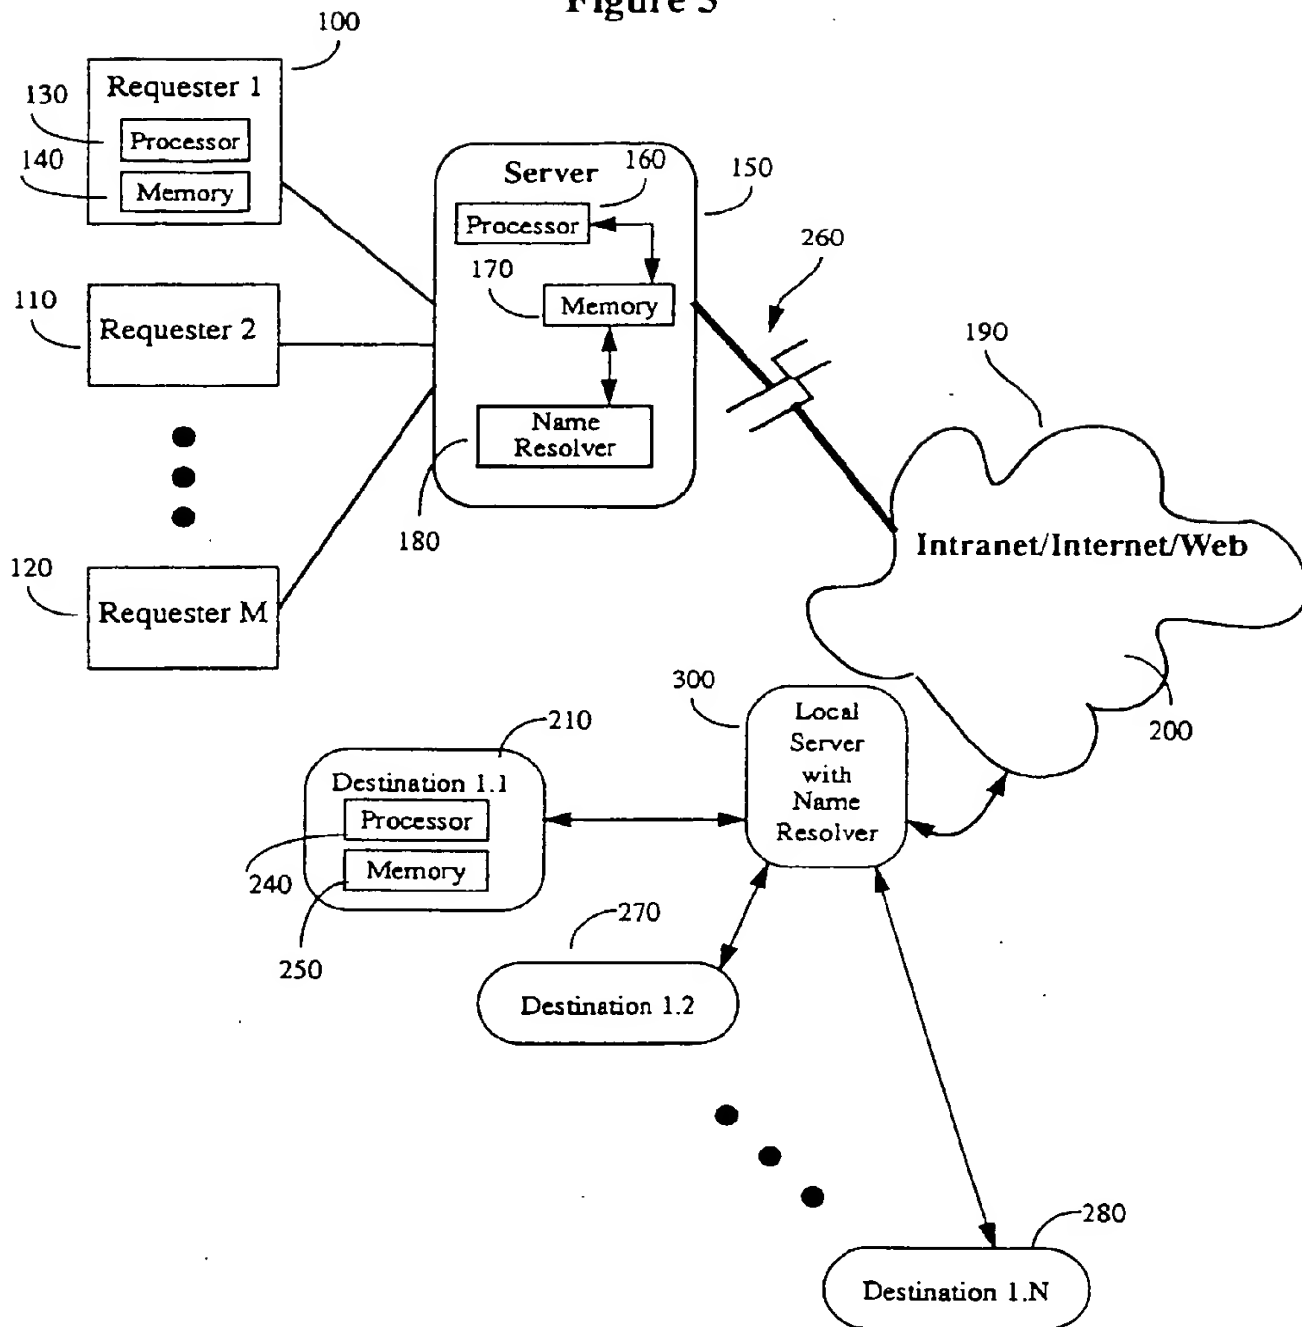 Figure 3
100
Requester 1
130
Processor
140
Memory
110
Requester 2
120
Requester M
Server
160
150
Processor
170
Memory
Name
Resolver
180
260
190
Intranet/Internet/Web
200
300
Local
Server
with
Name
Resolver
210
Destination 1.1
Processor
Memory
240
250
270
Destination 1.2
280
Destination 1.N